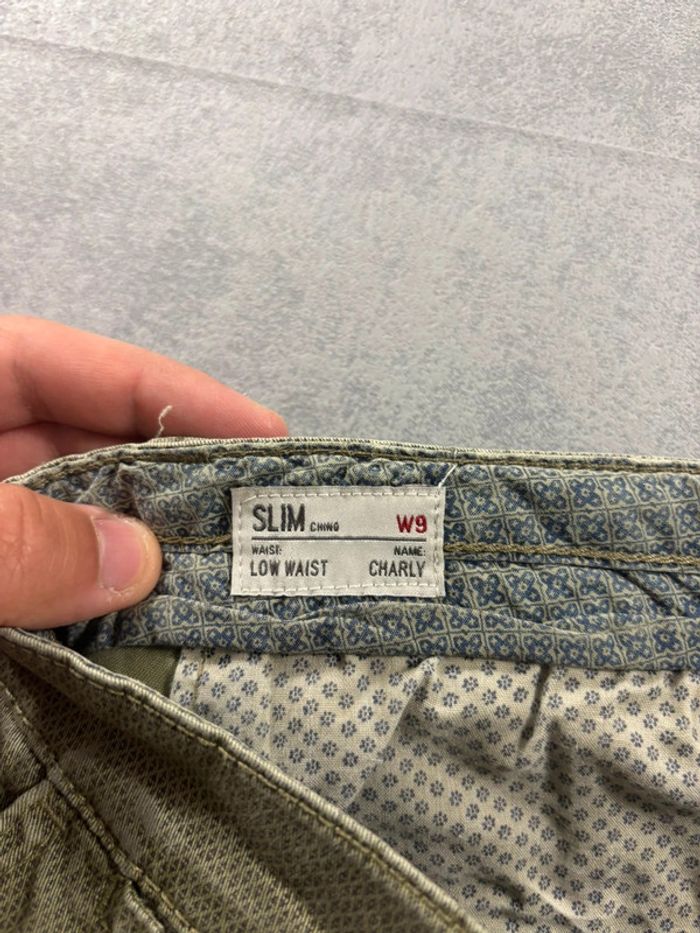 SLIM CHINO W9
WAIST: NAME:
LOW WAIST CHARLY